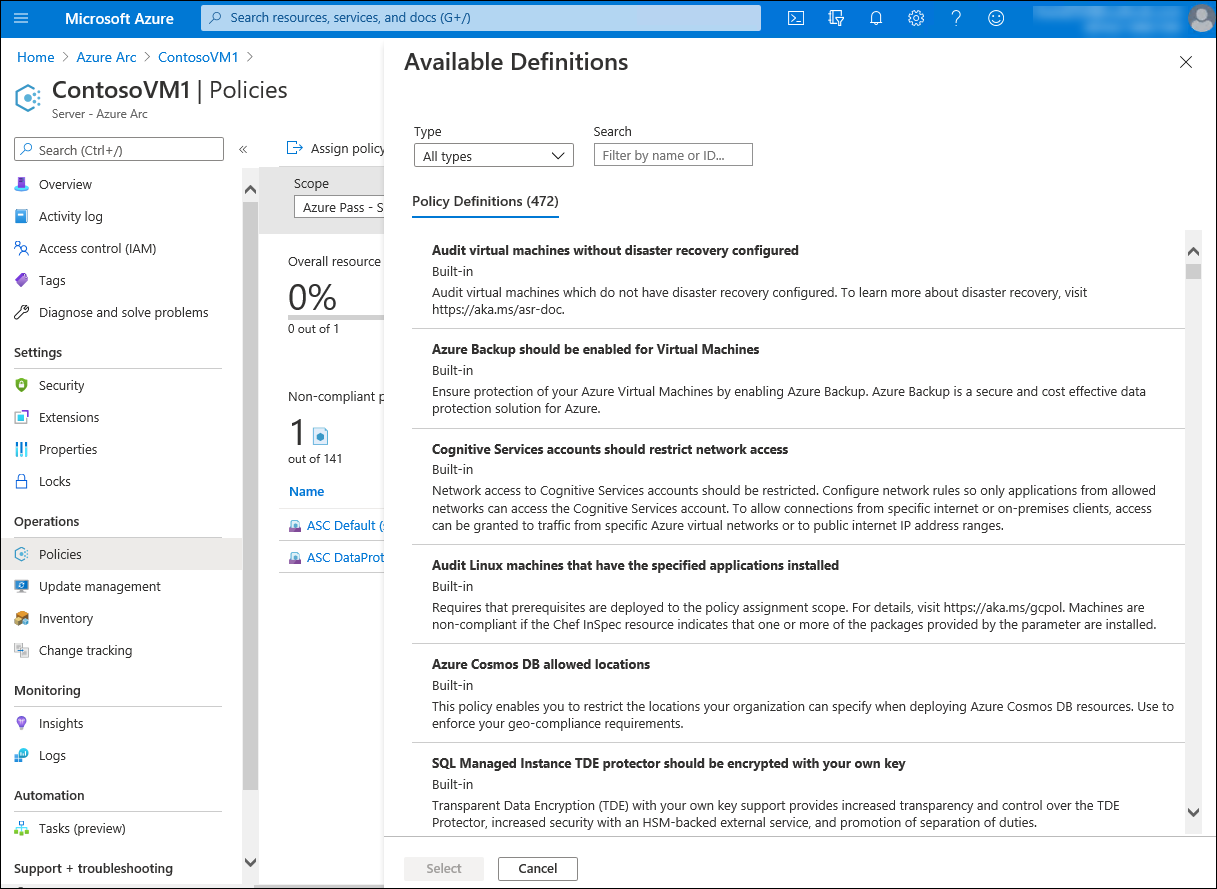 Microsoft Azure
Search resources, services, and docs (G+/)
Home > Azure Arc > ContosoVM1 >
ContosoVM1 | Policies
Server - Azure Arc
Search (Ctrl+/)
«
Overview
Activity log
Access control (IAM)
Tags
Diagnose and solve problems
Settings
Security
Extensions
Properties
Locks
Operations
Policies
Update management
Inventory
Change tracking
Monitoring
Insights
Logs
Automation
Tasks (preview)
Support + troubleshooting
Assign policy
Scope
Azure Pass - S
Overall resource
0%
0 out of 1
Non-compliant p
1
out of 141
Name
ASC Default (
ASC DataProt
Available Definitions
Type
All types
Search
Filter by name or ID...
Policy Definitions (472)
Audit virtual machines without disaster recovery configured
Built-in
Audit virtual machines which do not have disaster recovery configured. To learn more about disaster recovery, visit
https://aka.ms/asr-doc.
Azure Backup should be enabled for Virtual Machines
Built-in
Ensure protection of your Azure Virtual Machines by enabling Azure Backup. Azure Backup is a secure and cost effective data
protection solution for Azure.
Cognitive Services accounts should restrict network access
Built-in
Network access to Cognitive Services accounts should be restricted. Configure network rules so only applications from allowed
networks can access the Cognitive Services account. To allow connections from specific internet or on-premises clients, access
can be granted to traffic from specific Azure virtual networks or to public internet IP address ranges.
Audit Linux machines that have the specified applications installed
Built-in
Requires that prerequisites are deployed to the policy assignment scope. For details, visit https://aka.ms/gcpol. Machines are
non-compliant if the Chef InSpec resource indicates that one or more of the packages provided by the parameter are installed.
Azure Cosmos DB allowed locations
Built-in
This policy enables you to restrict the locations your organization can specify when deploying Azure Cosmos DB resources. Use to
enforce your geo-compliance requirements.
SQL Managed Instance TDE protector should be encrypted with your own key
Built-in
Transparent Data Encryption (TDE) with your own key support provides increased transparency and control over the TDE
Protector, increased security with an HSM-backed external service, and promotion of separation of duties.
Select
Cancel